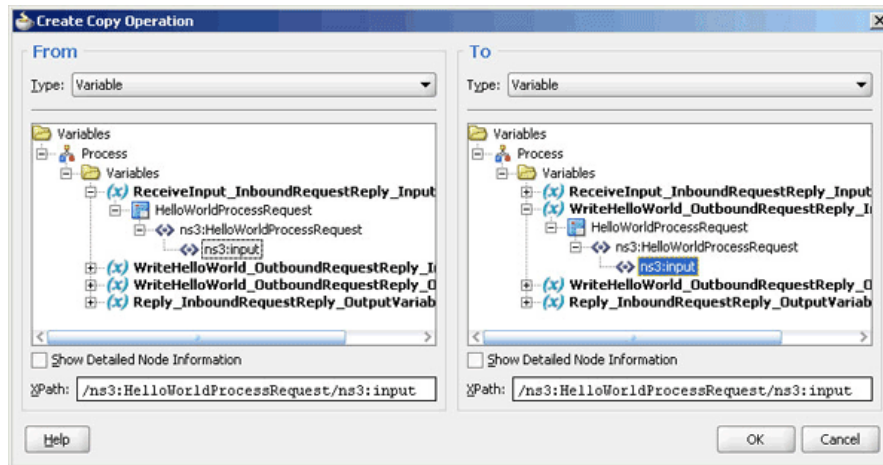 Create Copy Operation
From
Type: Variable
Variables
Process
Variables
(x) ReceiveInput_InboundRequestReply_Input
HelloWorldProcessRequest
ns3:HelloWorldProcessRequest
ns3:input
(x) WriteHelloWorld_OutboundRequestReply_I
(x) WriteHelloWorld_OutboundRequestReply_O
(x) Reply_InboundRequestReply_OutputVariab
Show Detailed Node Information
XPath: /ns3:HelloWorldProcessRequest/ns3:input
To
Type: Variable
Variables
Process
Variables
(x) ReceiveInput_InboundRequestReply_Input
(x) WriteHelloWorld_OutboundRequestReply_I
HelloWorldProcessRequest
ns3:HelloWorldProcessRequest
ns3:input
(x) WriteHelloWorld_OutboundRequestReply_O
(x) Reply_InboundRequestReply_OutputVariab
Show Detailed Node Information
XPath: /ns3:HelloWorldProcessRequest/ns3:input
Help
OK
Cancel